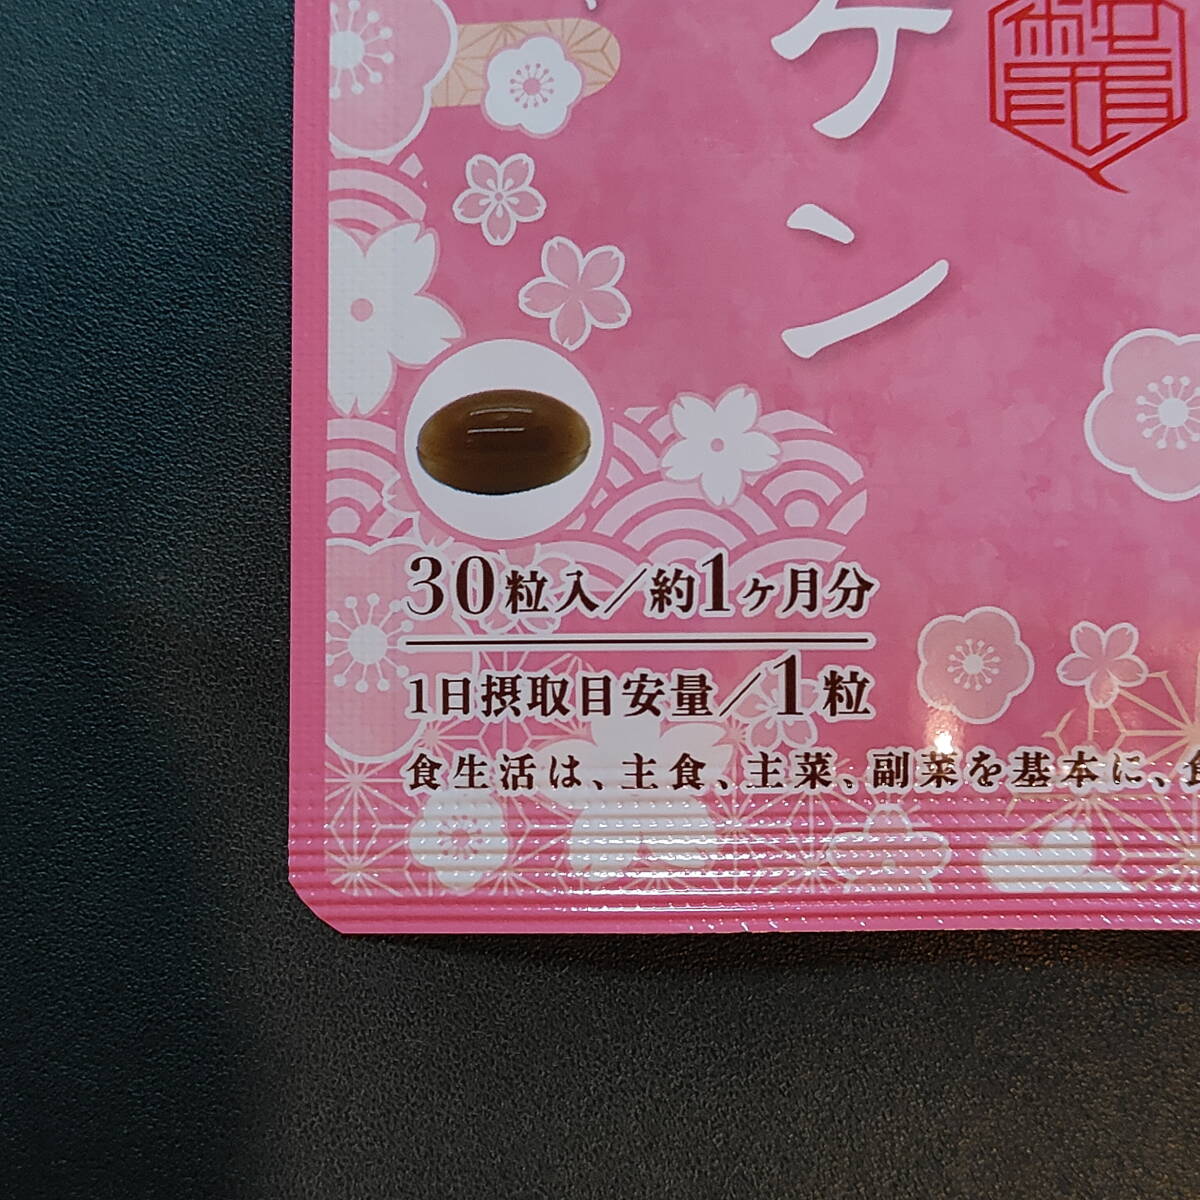 ケン
30粒入/約1ヶ月分
1日摂取目安量/1粒
食生活は、主食、主菜、副菜を基本に、食